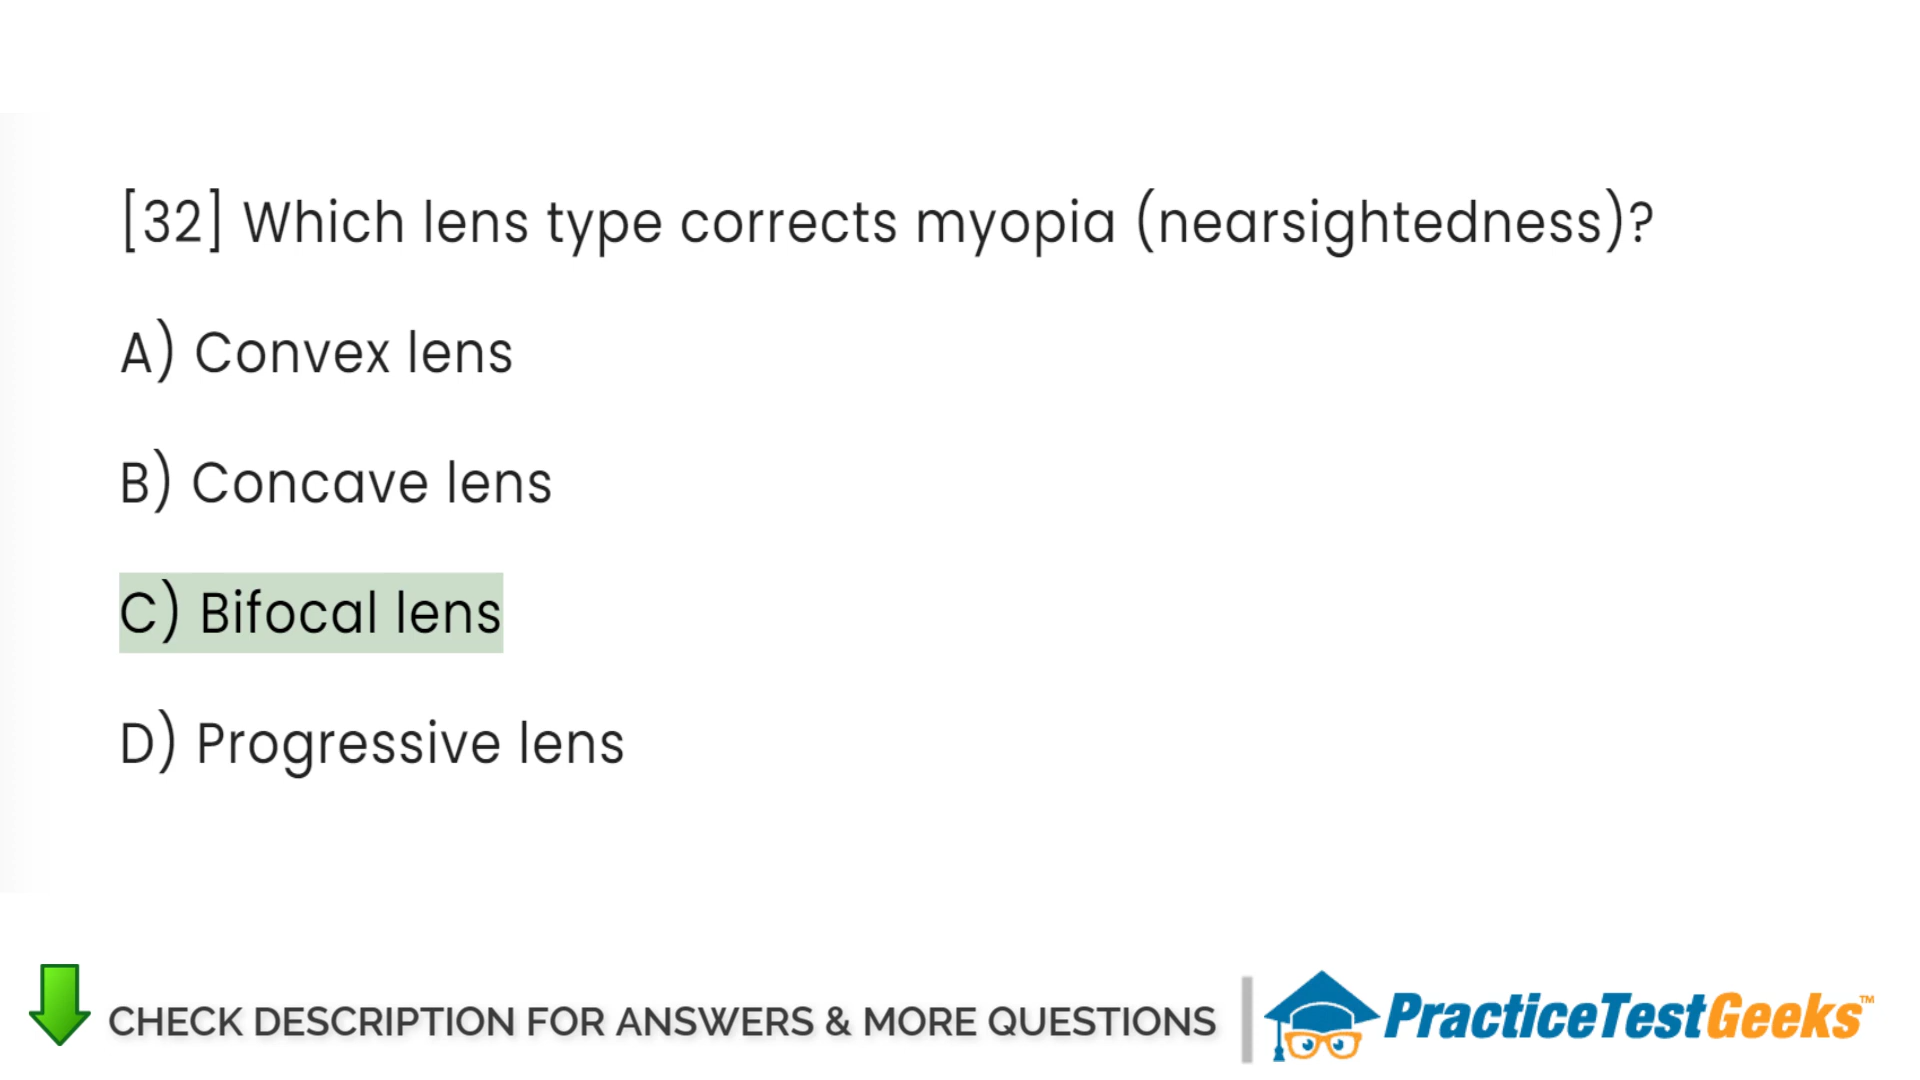 [32] Which lens type corrects myopia (nearsightedness)?
A) Convex lens
B) Concave lens
C) Bifocal lens
D) Progressive lens
CHECK DESCRIPTION FOR ANSWERS & MORE QUESTIONS
PracticeTestGeeks™